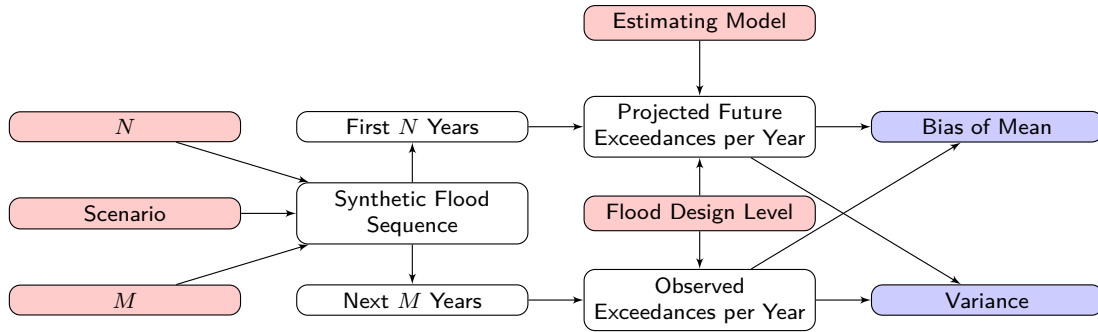 Estimating Model
N
First N Years
Projected Future
Exceedances per Year
Bias of Mean
Scenario
Synthetic Flood
Sequence
Flood Design Level
M
Next M Years
Observed
Exceedances per Year
Variance